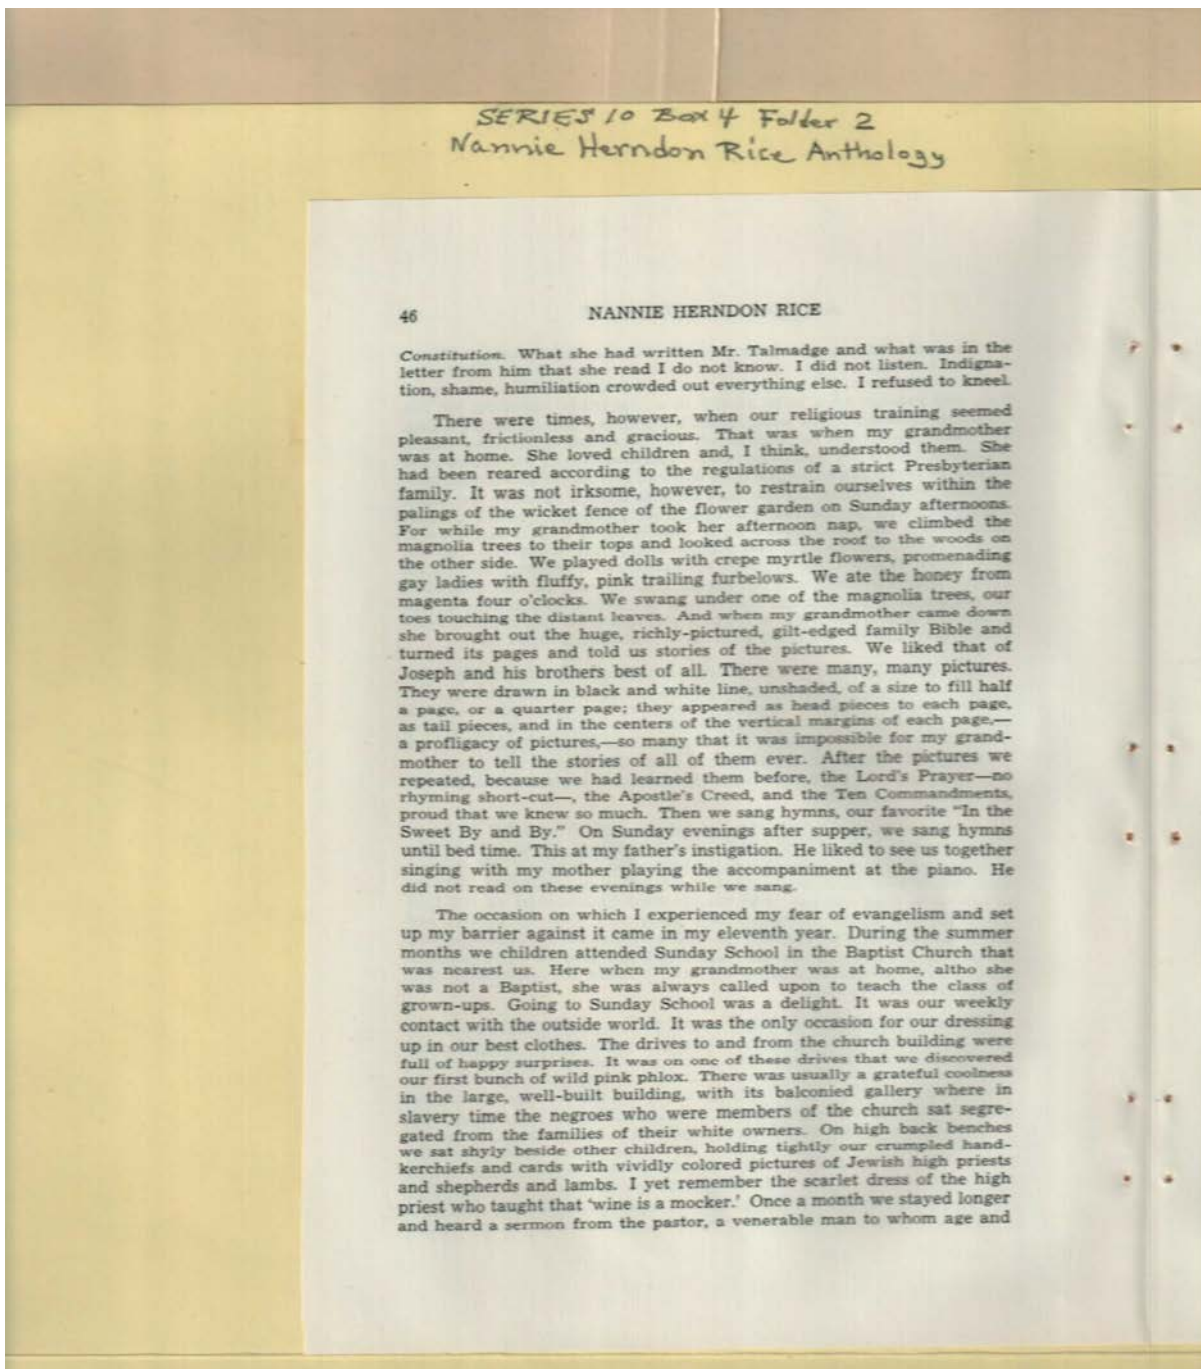 SERIES 10 Box 4 Folder 2
Nannie Herndon Rice Anthology
46 NANNIE HERNDON RICE
Constitution. What she had written Mr. Talmadge and what was in the
letter from him that she read I do not know. I did not listen. Indigna-
tion, shame, humiliation crowded out everything else. I refused to kneel.
There were times, however, when our religious training seemed
pleasant, frictionless and gracious. That was when my grandmother
was at home. She loved children and, I think, understood them. She
had been reared according to the regulations of a strict Presbyterian
family. It was not irksome, however, to restrain ourselves within the
palings of the wicket fence of the flower garden on Sunday afternoons.
For while my grandmother took her afternoon nap, we climbed the
magnolia trees to their tops and looked across the roof to the woods on
the other side. We played dolls with crepe myrtle flowers, promenading
gay ladies with fluffy, pink trailing furbelows. We ate the honey from
magenta four o'clocks. We swang under one of the magnolia trees, our
toes touching the distant leaves. And when my grandmother came down
she brought out the huge, richly-pictured, gilt-edged family Bible and
turned its pages and told us stories of the pictures. We liked that of
Joseph and his brothers best of all. There were many, many pictures.
They were drawn in black and white line, unshaded, of a size to fill half
a page, or a quarter page; they appeared as head pieces to each page,
as tail pieces, and in the centers of the vertical margins of each page,—
a profligacy of pictures,—so many that it was impossible for my grand-
mother to tell the stories of all of them ever. After the pictures we
repeated, because we had learned them before, the Lord's Prayer—no
rhyming short-cut—, the Apostle's Creed, and the Ten Commandments,
proud that we knew so much. Then we sang hymns, our favorite "In the
Sweet By and By." On Sunday evenings after supper, we sang hymns
until bed time. This at my father's instigation. He liked to see us together
singing with my mother playing the accompaniment at the piano. He
did not read on these evenings while we sang.
The occasion on which I experienced my fear of evangelism and set
up my barrier against it came in my eleventh year. During the summer
months we children attended Sunday School in the Baptist Church that
was nearest us. Here when my grandmother was at home, altho she
was not a Baptist, she was always called upon to teach the class of
grown-ups. Going to Sunday School was a delight. It was our weekly
contact with the outside world. It was the only occasion for our dressing
up in our best clothes. The drives to and from the church building were
full of happy surprises. It was on one of these drives that we discovered
our first bunch of wild pink phlox. There was usually a grateful coolness
in the large, well-built building, with its balconied gallery where in
slavery time the negroes who were members of the church sat segre-
gated from the families of their white owners. On high back benches
we sat shyly beside other children, holding tightly our crumpled hand-
kerchiefs and cards with vividly colored pictures of Jewish high priests
and shepherds and lambs. I yet remember the scarlet dress of the high
priest who taught that 'wine is a mocker.' Once a month we stayed longer
and heard a sermon from the pastor, a venerable man to whom age and